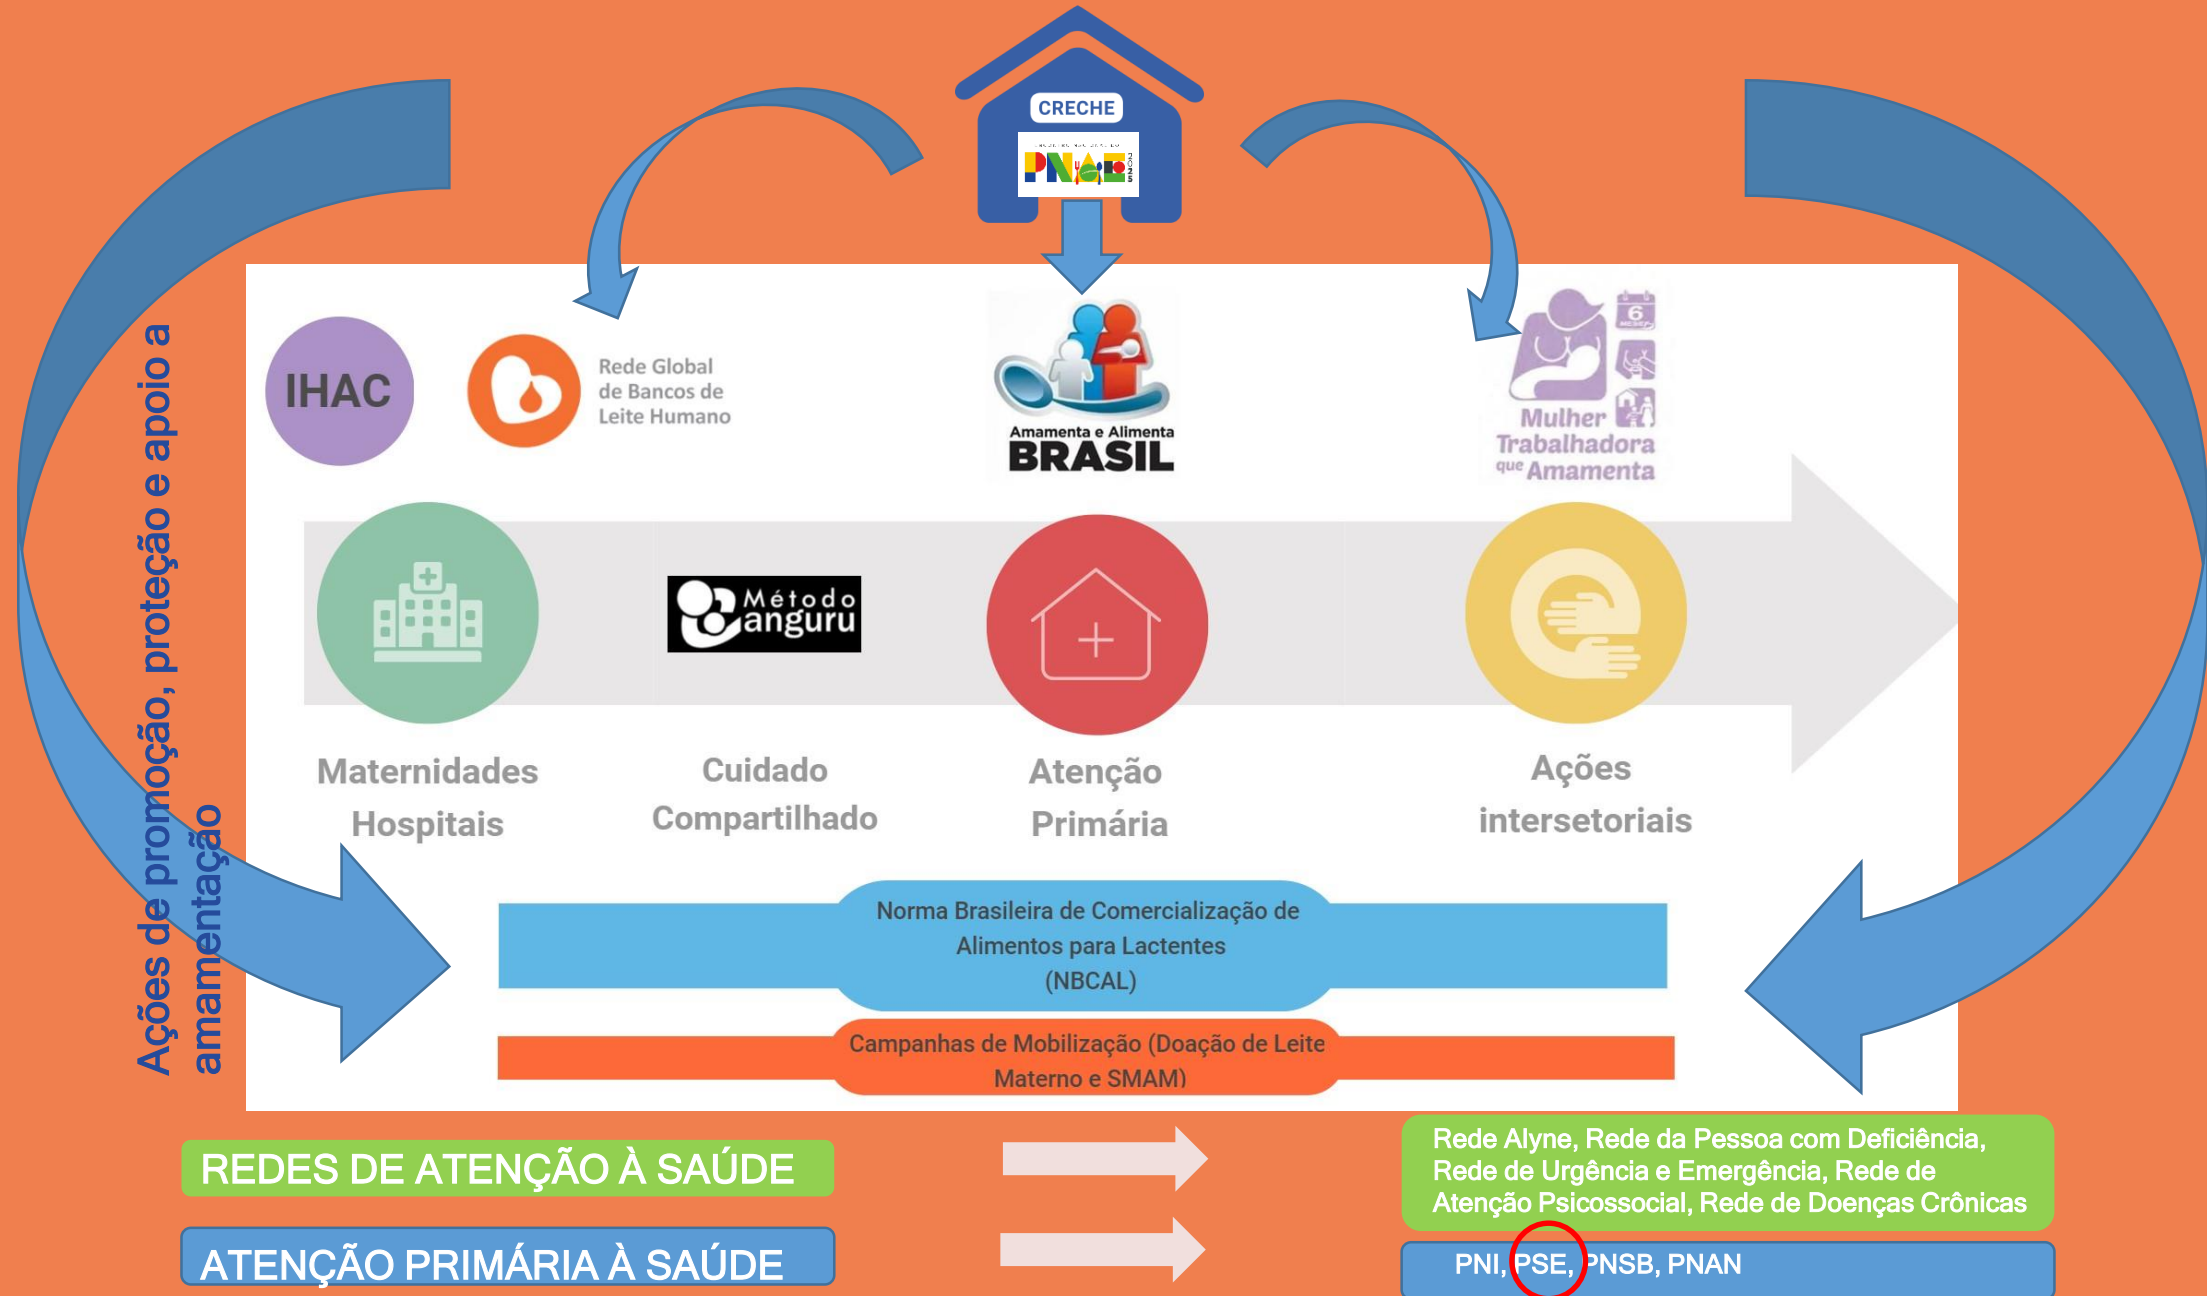 CRECHE
PNAE
2025
Ações de promoção, proteção e apoio a
amamentação
IHAC
Rede Global
de Bancos de
Leite Humano
Amamenta e Alimenta
BRASIL
6
MESES
Mulher
Trabalhadora
que Amamenta
Método
anguru
Maternidades
Hospitais
Cuidado
Compartilhado
Atenção
Primária
Ações
intersetoriais
Norma Brasileira de Comercialização de
Alimentos para Lactentes
(NBCAL)
Campanhas de Mobilização (Doação de Leite
Materno e SMAM)
REDES DE ATENÇÃO À SAÚDE
Rede Alyne, Rede da Pessoa com Deficiência,
Rede de Urgência e Emergência, Rede de
Atenção Psicossocial, Rede de Doenças Crônicas
ATENÇÃO PRIMÁRIA À SAÚDE
PNI, PSE, PNSB, PNAN